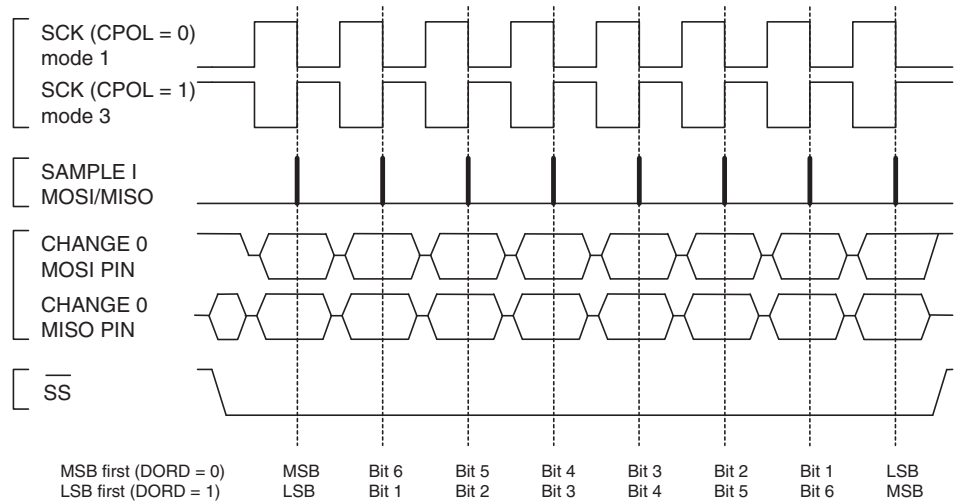 SCK (CPOL = 0)
mode 1
SCK (CPOL = 1)
mode 3
SAMPLE I
MOSI/MISO
CHANGE 0
MOSI PIN
CHANGE 0
MISO PIN
SS
MSB first (DORD = 0) MSB Bit 6 Bit 5 Bit 4 Bit 3 Bit 2 Bit 1 LSB
LSB first (DORD = 1) LSB Bit 1 Bit 2 Bit 3 Bit 4 Bit 5 Bit 6 MSB